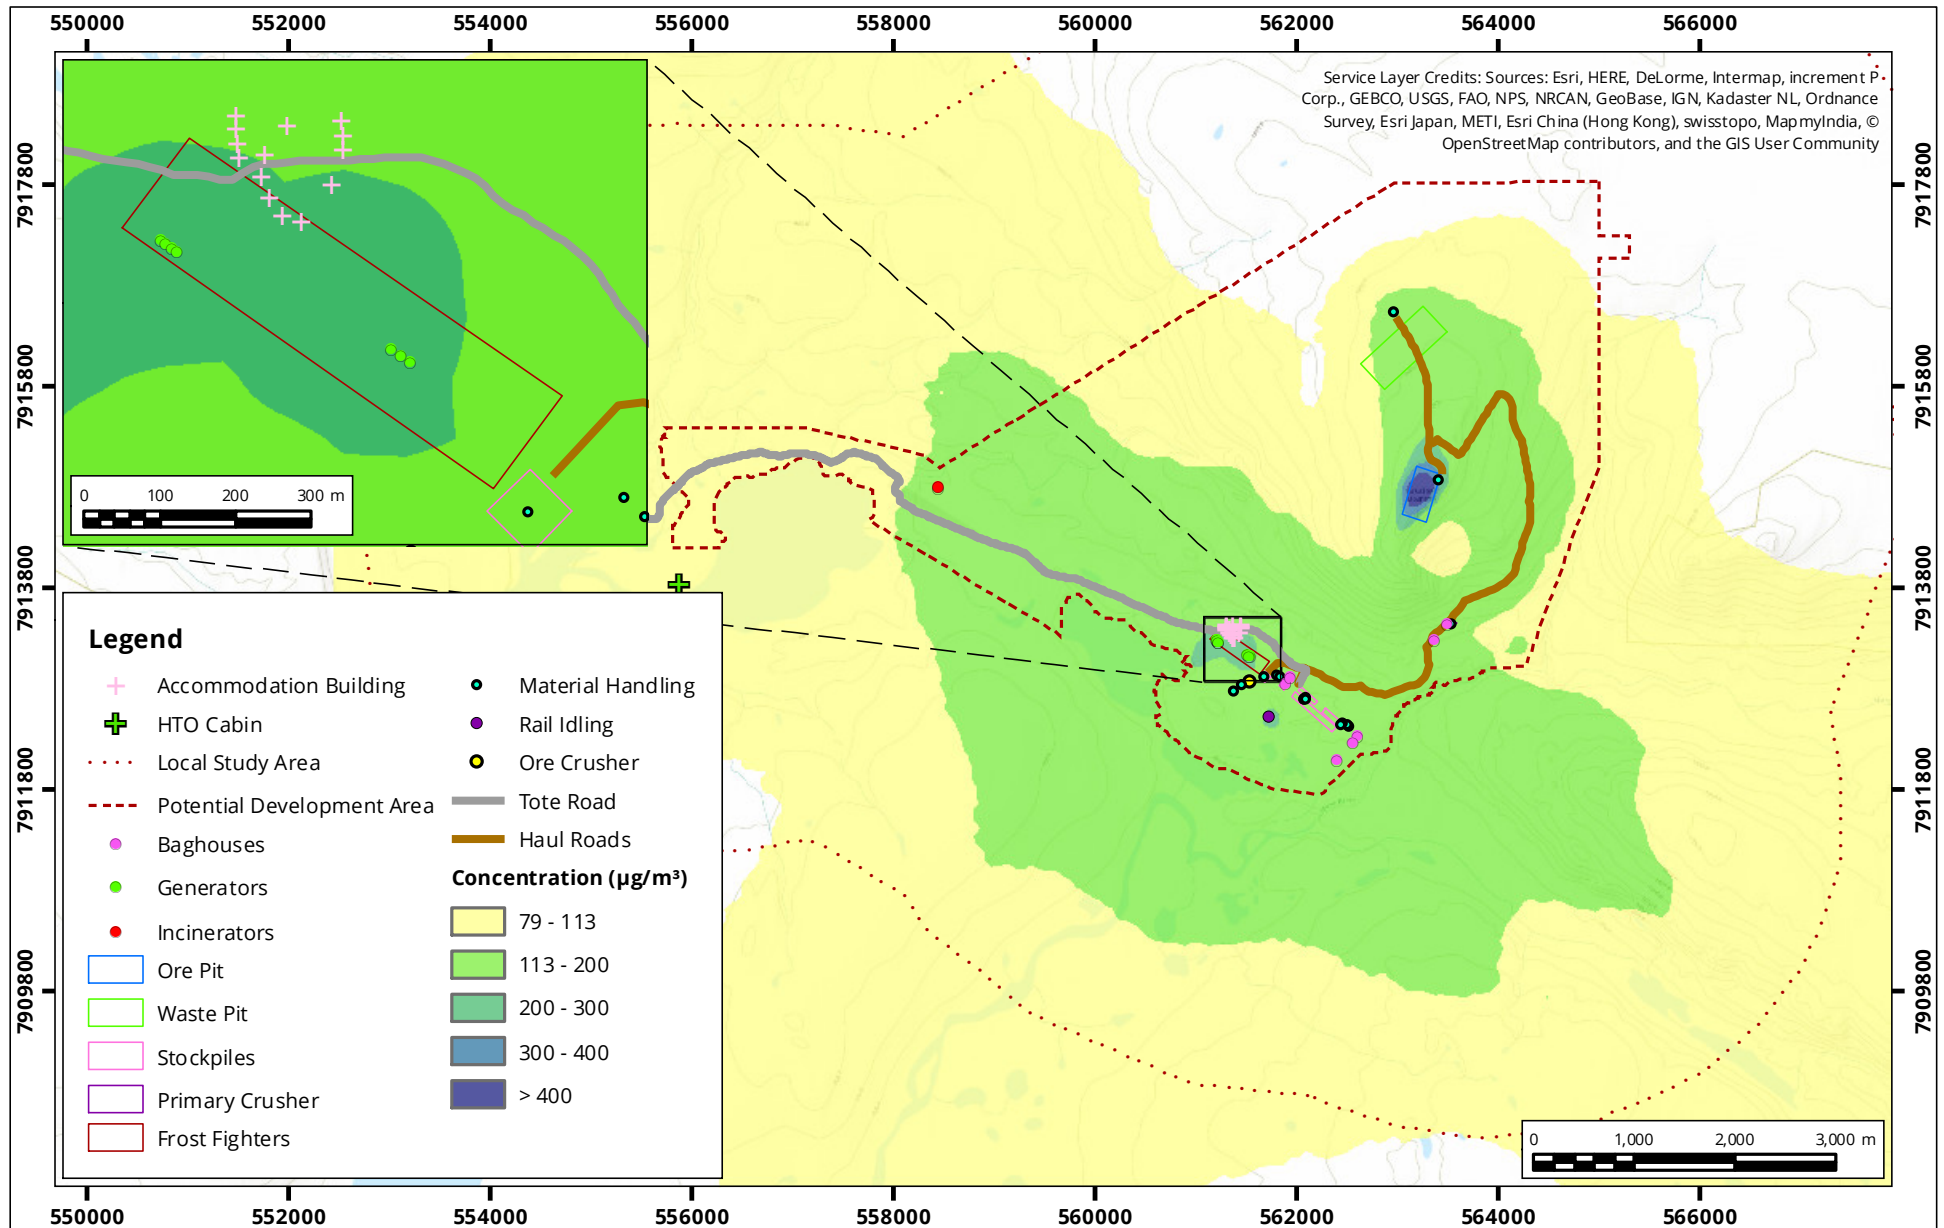 550000 552000 554000 556000 558000 560000 562000 564000 566000
Service Layer Credits: Sources: Esri, HERE, DeLorme, Intermap, increment P
Corp., GEBCO, USGS, FAO, NPS, NRCAN, GeoBase, IGN, Kadaster NL, Ordnance
Survey, Esri Japan, METI, Esri China (Hong Kong), swisstopo, MapmyIndia, ©
OpenStreetMap contributors, and the GIS User Community
7917800
7915800
7913800
7911800
7909800
7917800
7915800
7913800
7911800
7909800
0 100 200 300 m
Legend
Accommodation Building
HTO Cabin
Local Study Area
Potential Development Area
Baghouses
Generators
Incinerators
Ore Pit
Waste Pit
Stockpiles
Primary Crusher
Frost Fighters
Material Handling
Rail Idling
Ore Crusher
Tote Road
Haul Roads
Concentration (µg/m³)
79 - 113
113 - 200
200 - 300
300 - 400
> 400
0 1,000 2,000 3,000 m
550000 552000 554000 556000 558000 560000 562000 564000 566000